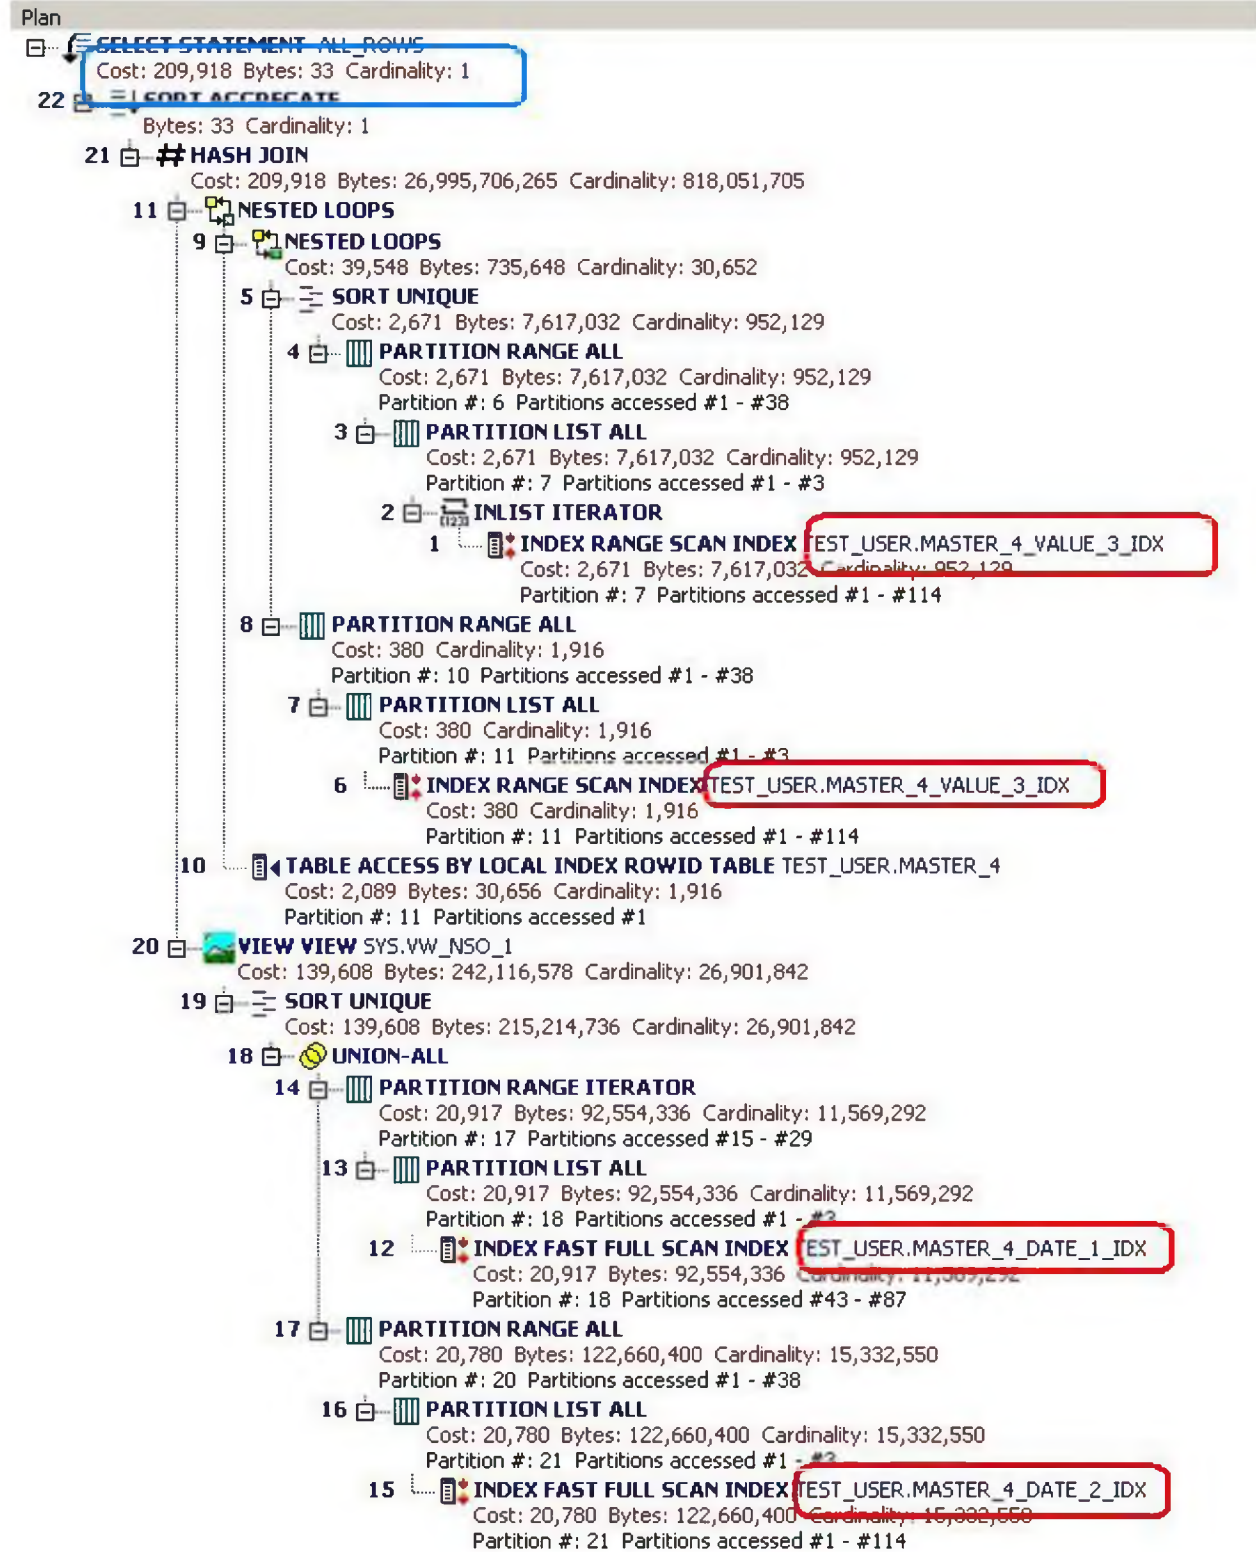 Plan
SELECT STATEMENT ALL_ROWS
Cost: 209,918 Bytes: 33 Cardinality: 1
22 SORT AGGREGATE
Bytes: 33 Cardinality: 1
21 HASH JOIN
Cost: 209,918 Bytes: 26,995,706,265 Cardinality: 818,051,705
11 NESTED LOOPS
9 NESTED LOOPS
Cost: 39,548 Bytes: 735,648 Cardinality: 30,652
5 SORT UNIQUE
Cost: 2,671 Bytes: 7,617,032 Cardinality: 952,129
4 PARTITION RANGE ALL
Cost: 2,671 Bytes: 7,617,032 Cardinality: 952,129
Partition #: 6 Partitions accessed #1 - #38
3 PARTITION LIST ALL
Cost: 2,671 Bytes: 7,617,032 Cardinality: 952,129
Partition #: 7 Partitions accessed #1 - #3
2 INLIST ITERATOR
1 INDEX RANGE SCAN INDEX TEST_USER.MASTER_4_VALUE_3_IDX
Cost: 2,671 Bytes: 7,617,032 Cardinality: 952,129
Partition #: 7 Partitions accessed #1 - #114
8 PARTITION RANGE ALL
Cost: 380 Cardinality: 1,916
Partition #: 10 Partitions accessed #1 - #38
7 PARTITION LIST ALL
Cost: 380 Cardinality: 1,916
Partition #: 11 Partitions accessed #1 - #3
6 INDEX RANGE SCAN INDEX TEST_USER.MASTER_4_VALUE_3_IDX
Cost: 380 Cardinality: 1,916
Partition #: 11 Partitions accessed #1 - #114
10 TABLE ACCESS BY LOCAL INDEX ROWID TABLE TEST_USER.MASTER_4
Cost: 2,089 Bytes: 30,656 Cardinality: 1,916
Partition #: 11 Partitions accessed #1
20 VIEW VIEW SYS.VW_NSO_1
Cost: 139,608 Bytes: 242,116,578 Cardinality: 26,901,842
19 SORT UNIQUE
Cost: 139,608 Bytes: 215,214,736 Cardinality: 26,901,842
18 UNION-ALL
14 PARTITION RANGE ITERATOR
Cost: 20,917 Bytes: 92,554,336 Cardinality: 11,569,292
Partition #: 17 Partitions accessed #15 - #29
13 PARTITION LIST ALL
Cost: 20,917 Bytes: 92,554,336 Cardinality: 11,569,292
Partition #: 18 Partitions accessed #1 - #3
12 INDEX FAST FULL SCAN INDEX TEST_USER.MASTER_4_DATE_1_IDX
Cost: 20,917 Bytes: 92,554,336 Cardinality: 11,569,292
Partition #: 18 Partitions accessed #43 - #87
17 PARTITION RANGE ALL
Cost: 20,780 Bytes: 122,660,400 Cardinality: 15,332,550
Partition #: 20 Partitions accessed #1 - #38
16 PARTITION LIST ALL
Cost: 20,780 Bytes: 122,660,400 Cardinality: 15,332,550
Partition #: 21 Partitions accessed #1 - #3
15 INDEX FAST FULL SCAN INDEX TEST_USER.MASTER_4_DATE_2_IDX
Cost: 20,780 Bytes: 122,660,400 Cardinality: 15,332,550
Partition #: 21 Partitions accessed #1 - #114